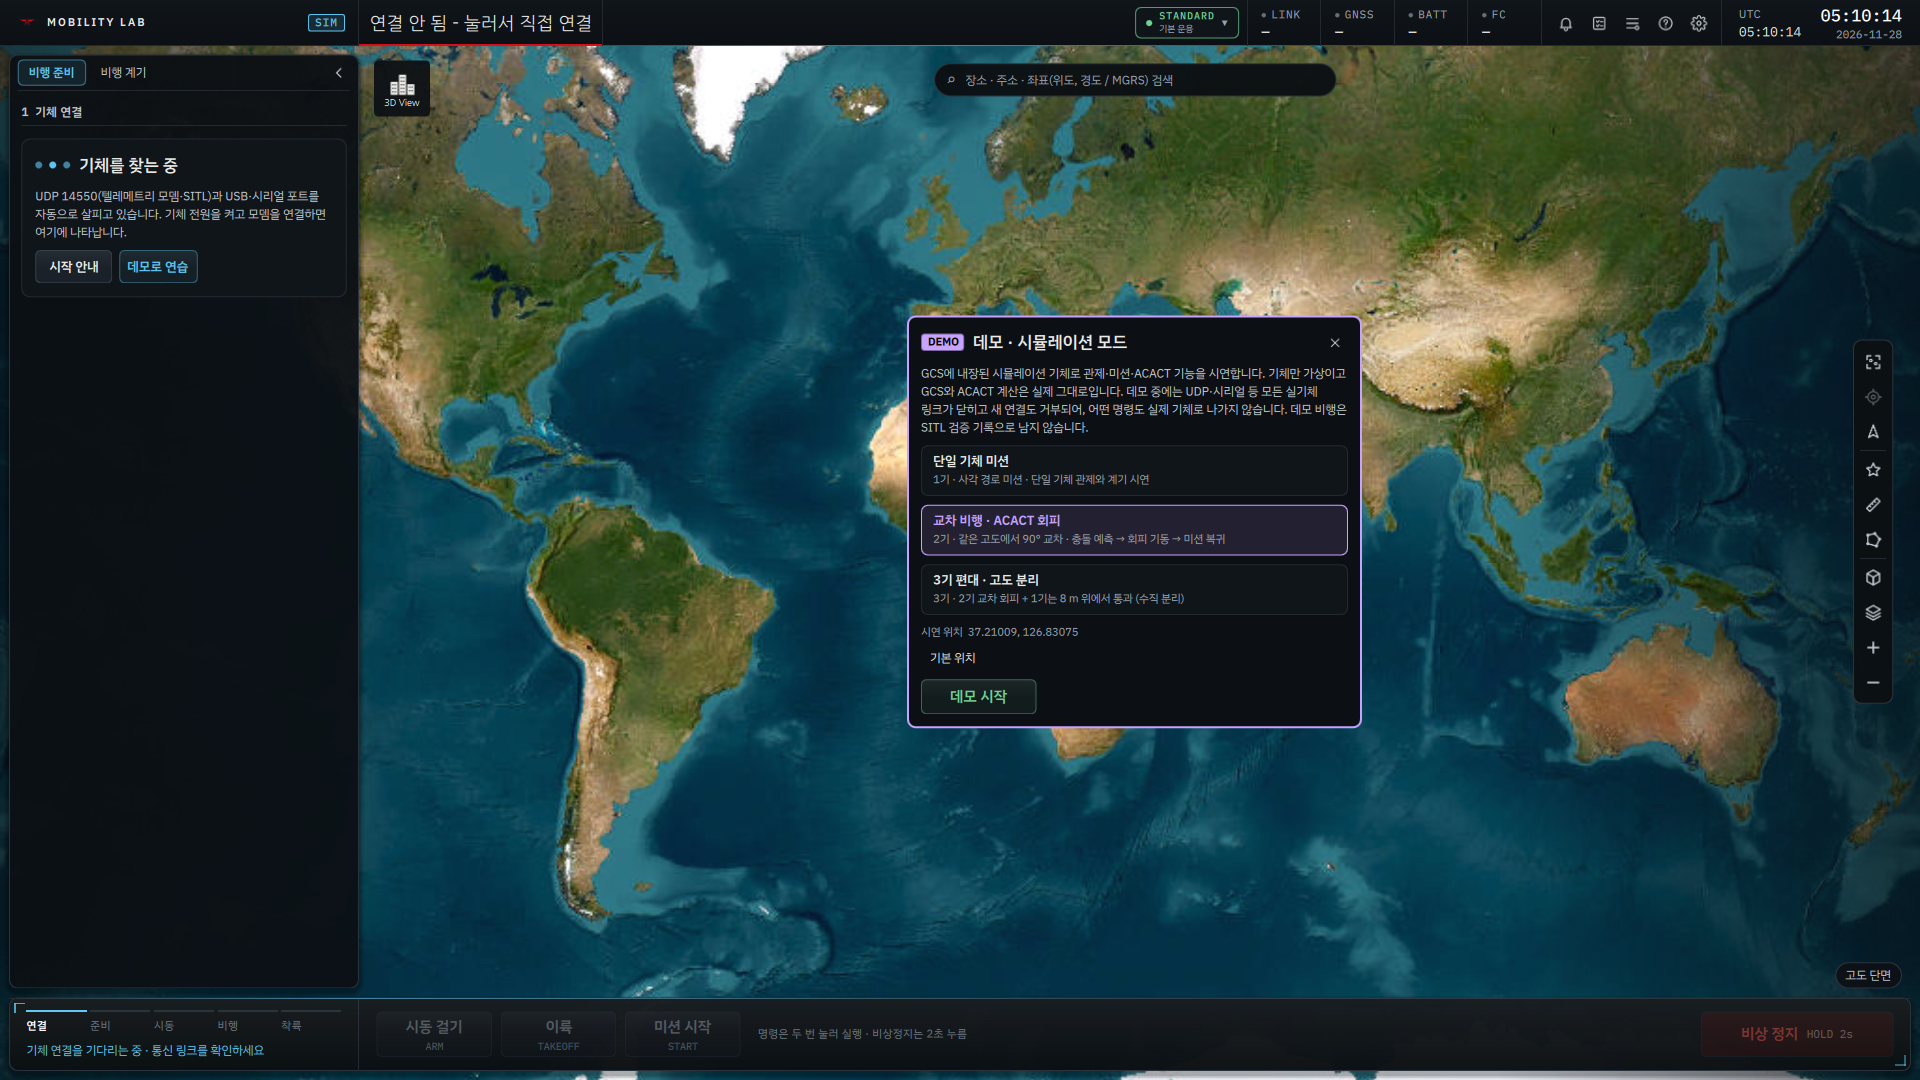 MOBILITY LAB
SIM
연결 안 됨 - 눌러서 직접 연결
STANDARD
기본 운용
▼
LINK
–
GNSS
–
BATT
–
FC
–
UTC
05:10:14
05:10:14
2026-11-28
비행 준비
비행 계기
1 기체 연결
기체를 찾는 중
UDP 14550(텔레메트리 모뎀·SITL)과 USB·시리얼 포트를
자동으로 살피고 있습니다. 기체 전원을 켜고 모뎀을 연결하면
여기에 나타납니다.
시작 안내
데모로 연습
3D View
장소 · 주소 · 좌표(위도, 경도 / MGRS) 검색
DEMO 데모 · 시뮬레이션 모드
GCS에 내장된 시뮬레이션 기체로 관제·미션·ACACT 기능을 시연합니다. 기체만 가상이고
GCS와 ACACT 계산은 실제 그대로입니다. 데모 중에는 UDP·시리얼 등 모든 실기체
링크가 닫히고 새 연결도 거부되어, 어떤 명령도 실제 기체로 나가지 않습니다. 데모 비행은
SITL 검증 기록으로 남지 않습니다.
단일 기체 미션
1기 · 사각 경로 미션 · 단일 기체 관제와 계기 시연
교차 비행 · ACACT 회피
2기 · 같은 고도에서 90° 교차 · 충돌 예측 → 회피 기동 → 미션 복귀
3기 편대 · 고도 분리
3기 · 2기 교차 회피 + 1기는 8 m 위에서 통과 (수직 분리)
시연 위치 37.21009, 126.83075
기본 위치
데모 시작
고도 단면
연결
준비
시동
비행
착륙
기체 연결을 기다리는 중 · 통신 링크를 확인하세요
시동 걸기
ARM
이륙
TAKEOFF
미션 시작
START
명령은 두 번 눌러 실행 · 비상정지는 2초 누름
비상 정지 HOLD 2s